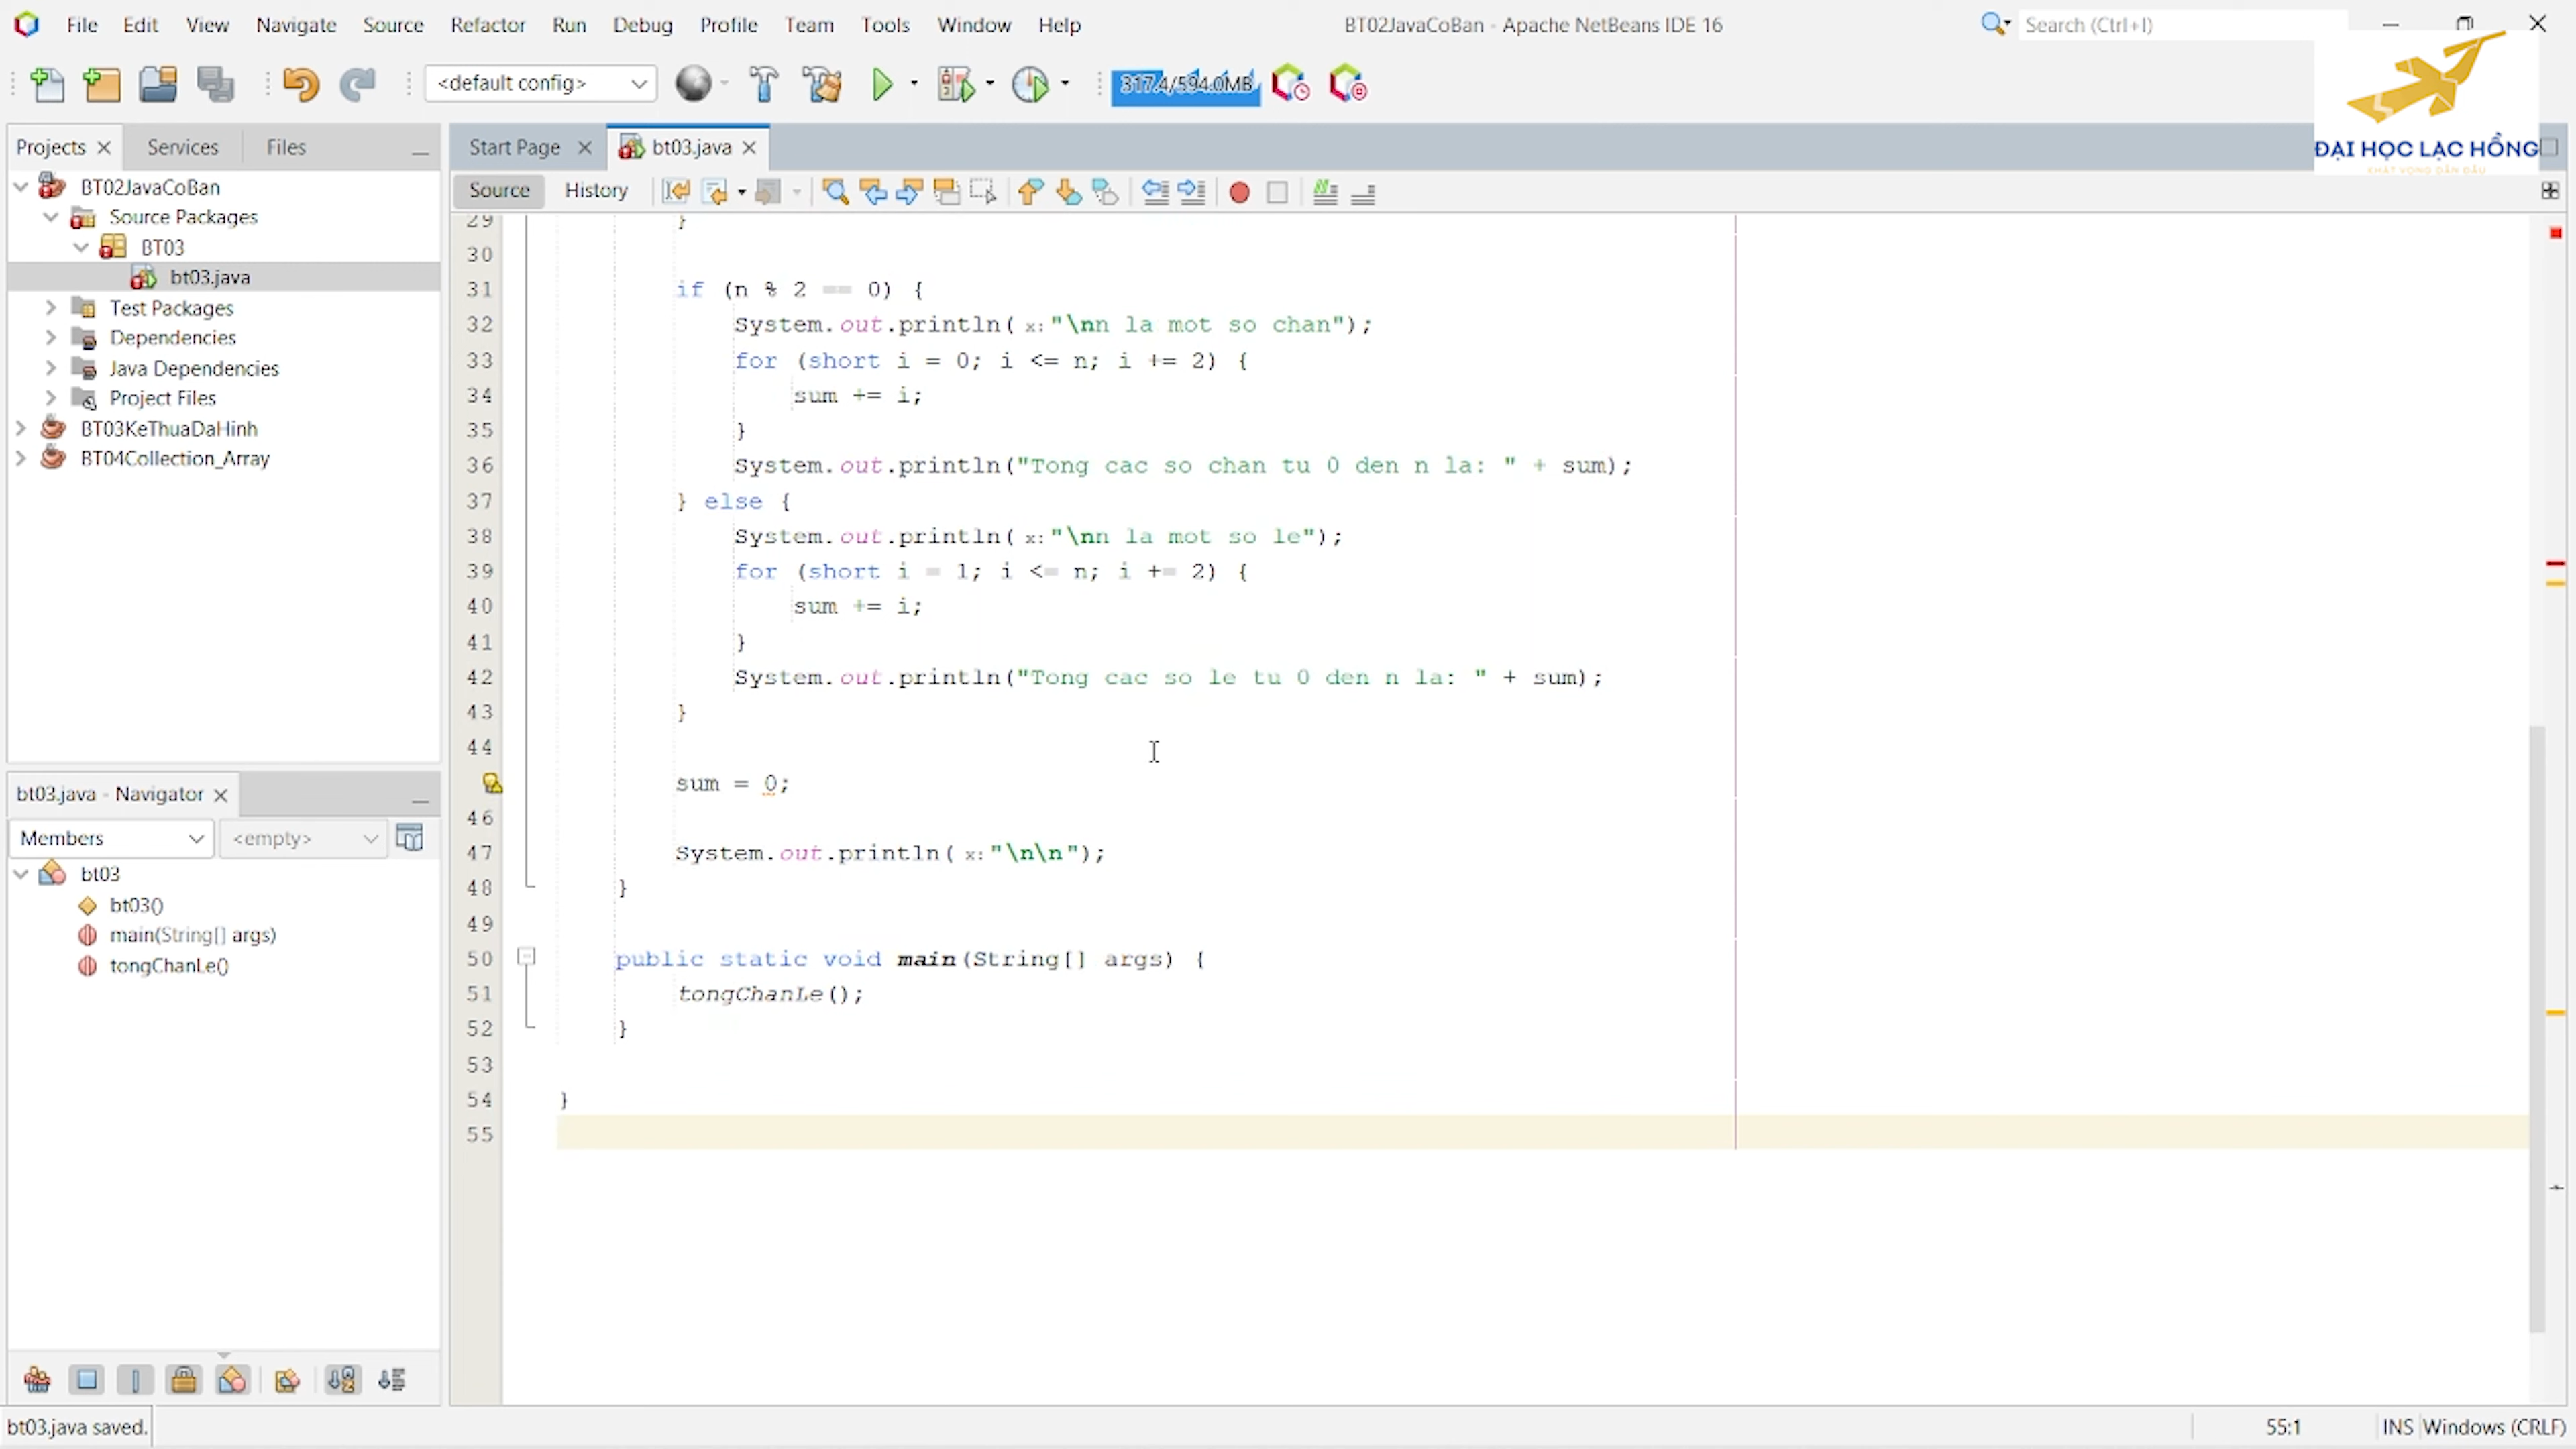 File Edit View Navigate Source Refactor Run Debug Profile Team Tools Window Help
BT02JavaCoBan - Apache NetBeans IDE 16
Search (Ctrl+I)
<default config>
317.4/594.0MB
ĐẠI HỌC LẠC HỒNG
KHÁT VỌNG DẪN ĐẦU
Projects Services Files
Start Page bt03.java
Source History
BT02JavaCoBan
Source Packages
BT03
bt03.java
Test Packages
Dependencies
Java Dependencies
Project Files
BT03KeThuaDaHinh
BT04Collection_Array
bt03.java - Navigator
Members <empty>
bt03
bt03()
main(String[] args)
tongChanLe()
29 }
30
31 if (n % 2 == 0) {
32 System.out.println( x: "\nn la mot so chan");
33 for (short i = 0; i <= n; i += 2) {
34 sum += i;
35 }
36 System.out.println("Tong cac so chan tu 0 den n la: " + sum);
37 } else {
38 System.out.println( x: "\nn la mot so le");
39 for (short i = 1; i <= n; i += 2) {
40 sum += i;
41 }
42 System.out.println("Tong cac so le tu 0 den n la: " + sum);
43 }
44
sum = 0;
46
47 System.out.println( x: "\n\n");
48 }
49
50 public static void main(String[] args) {
51 tongChanLe();
52 }
53
54 }
55
bt03.java saved.
55:1 INS Windows (CRLF)